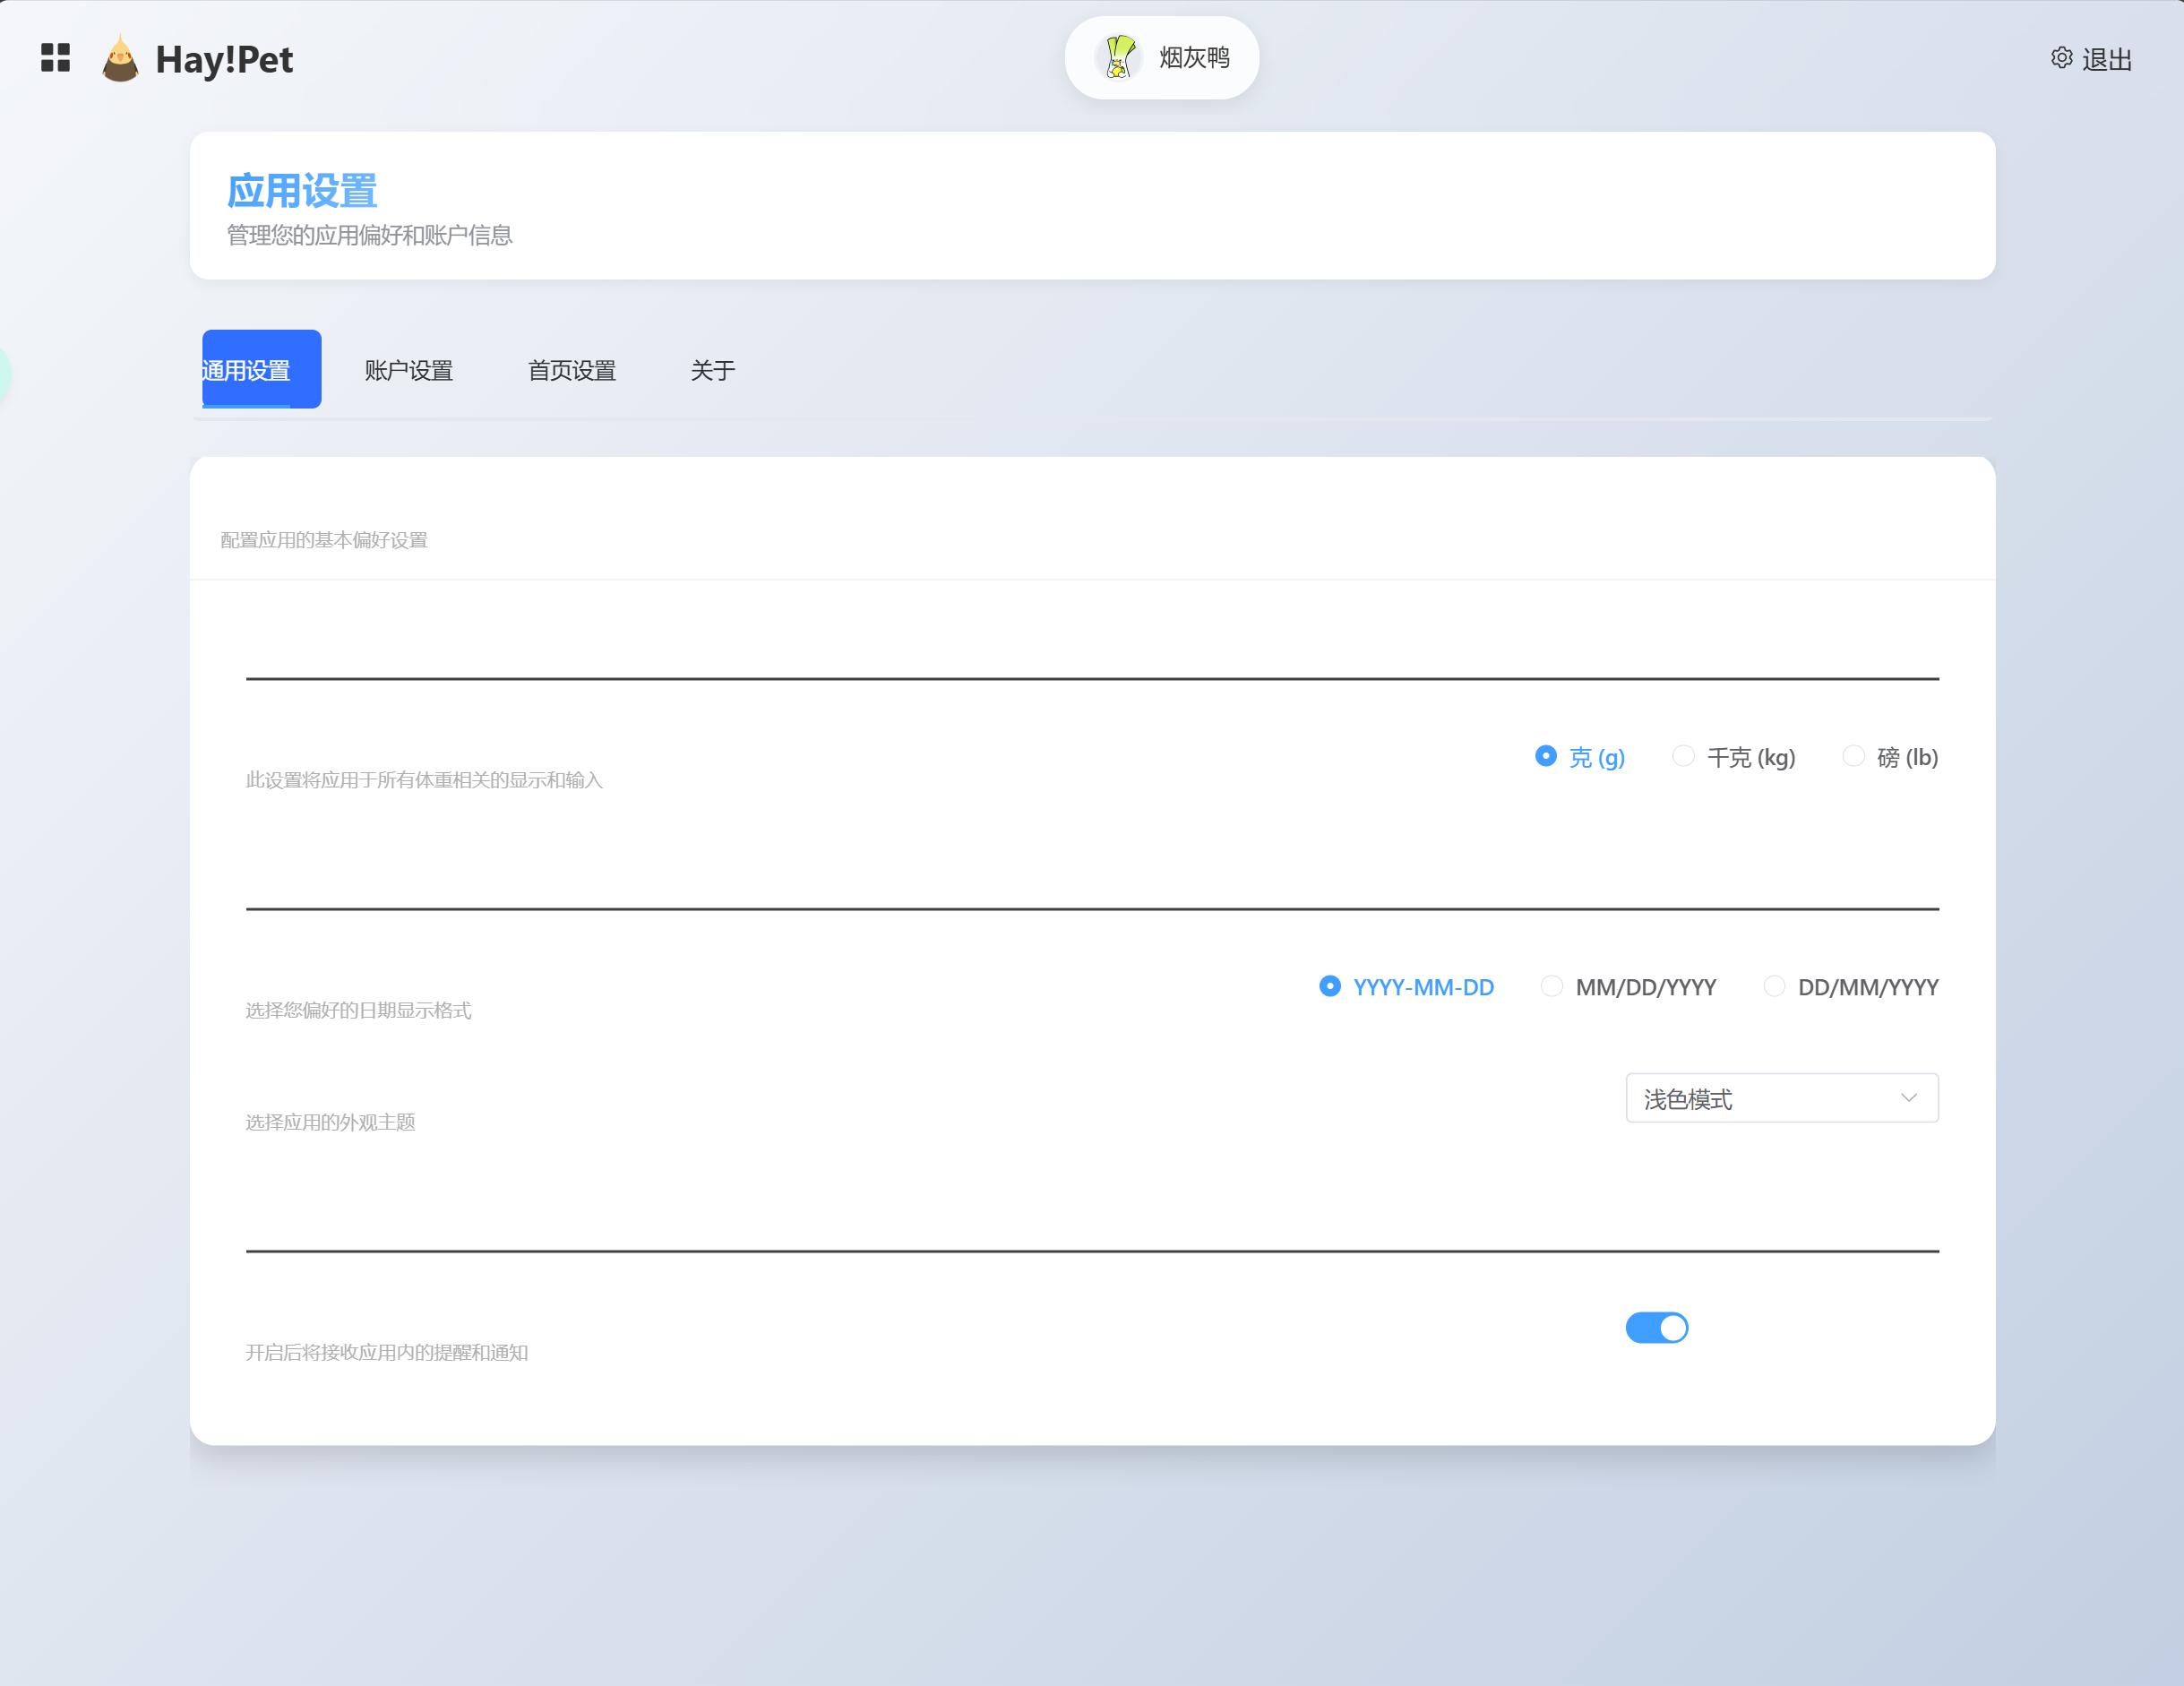 Hay!Pet
烟灰鸭
退出
应用设置
管理您的应用偏好和账户信息
通用设置 账户设置 首页设置 关于
配置应用的基本偏好设置
克 (g) 千克 (kg) 磅 (lb)
此设置将应用于所有体重相关的显示和输入
YYYY-MM-DD MM/DD/YYYY DD/MM/YYYY
选择您偏好的日期显示格式
浅色模式
选择应用的外观主题
开启后将接收应用内的提醒和通知